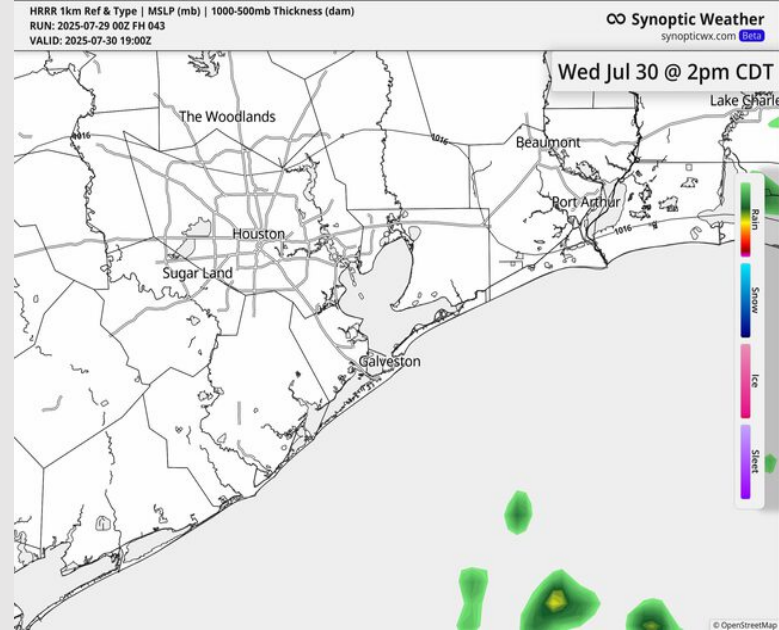 HRRR 1km Ref & Type | MSLP (mb) | 1000-500mb Thickness (dam)
RUN: 2025-07-29 00Z FH 043
VALID: 2025-07-30 19:00Z
Synoptic Weather
synopticwx.com Beta
Wed Jul 30 @ 2pm CDT
Lake Charle
The Woodlands
1016
1016
Beaumont
Port Arthur
1016
Houston
Sugar Land
Galveston
Rain
Snow
Ice
Sleet
© OpenStreetMap